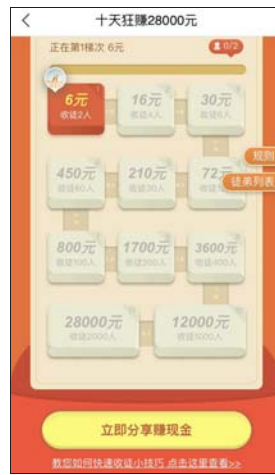 十天狂赚28000元
正在第1梯次 6元
0/2
6元
16元
30元
收徒2人
收徒4人
规则
450元
210元
72元
收徒60人
收徒30人
徒弟列表
800元
1700元
3600元
收徒100人
收徒200人
收徒400人
28000元
12000元
收徒2000人
收徒1000人
立即分享赚现金
教您如何快速收徒小技巧 点击这里查看>>